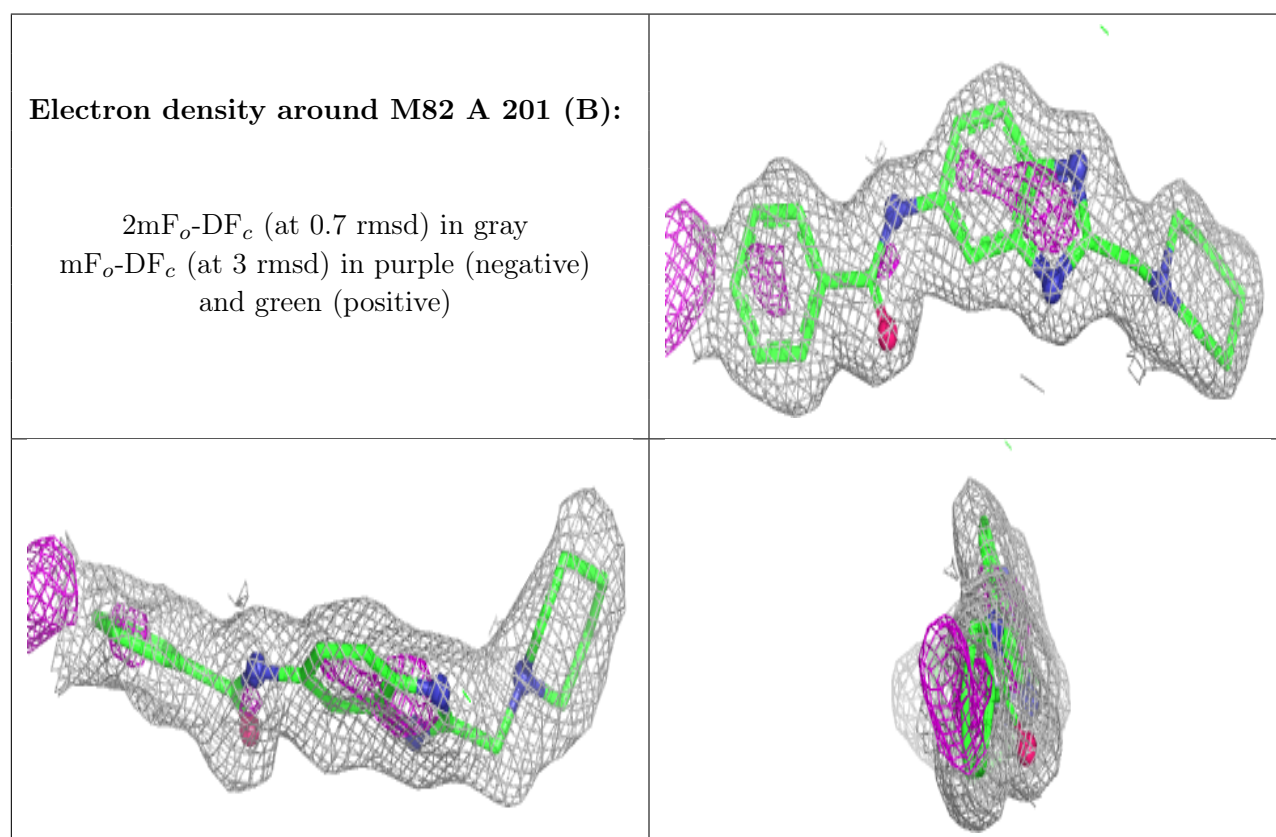 Electron density around M82 A 201 (B):
2mFo-DFc (at 0.7 rmsd) in gray
mFo-DFc (at 3 rmsd) in purple (negative)
and green (positive)